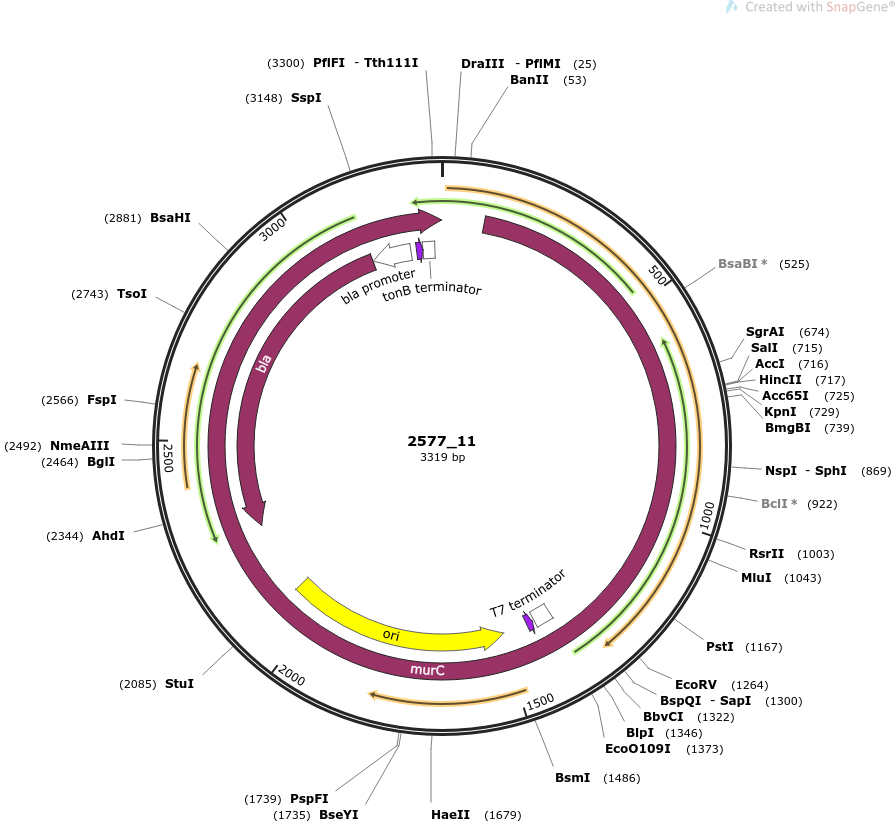 Created with SnapGene®
(3300) PflFI - Tth111I
DraIII - PflMI (25)
BanII (53)
(3148) SspI
(2881) BsaHI
3000
bla promoter
tonB terminator
500
BsaBI * (525)
(2743) TsoI
SgrAI (674)
SalI (715)
AccI (716)
HincII (717)
Acc65I (725)
KpnI (729)
BmgBI (739)
bla
(2566) FspI
(2492) NmeAIII
(2464) BglI
2500
2577_11
3319 bp
NspI - SphI (869)
BclI * (922)
1000
(2344) AhdI
RsrII (1003)
MluI (1043)
T7 terminator
ori
murC
PstI (1167)
(2085) StuI
2000
EcoRV (1264)
BspQI - SapI (1300)
BbvCI (1322)
BlpI (1346)
EcoO109I (1373)
1500
BsmI (1486)
(1739) PspFI
(1735) BseYI
HaeII (1679)